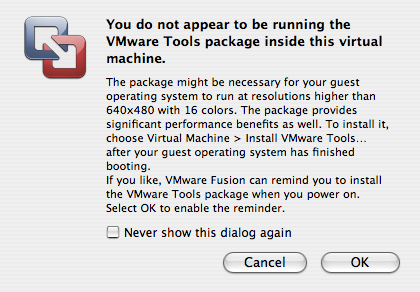 You do not appear to be running the
VMware Tools package inside this virtual
machine.
The package might be necessary for your guest
operating system to run at resolutions higher than
640x480 with 16 colors. The package provides
significant performance benefits as well. To install it,
choose Virtual Machine > Install VMware Tools...
after your guest operating system has finished
booting.
If you like, VMware Fusion can remind you to install
the VMware Tools package when you power on.
Select OK to enable the reminder.
Never show this dialog again
Cancel OK